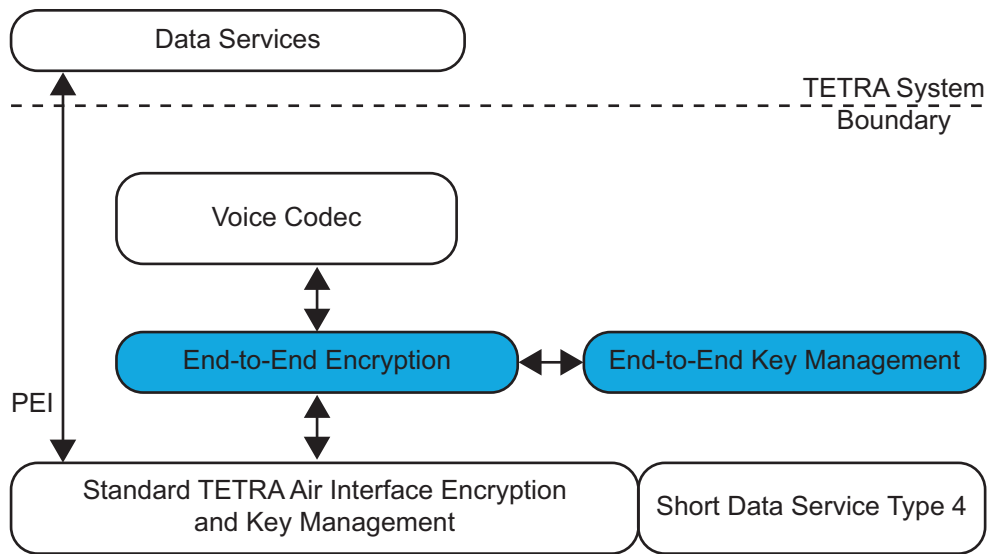 Data Services
TETRA System
Boundary
Voice Codec
End-to-End Encryption
End-to-End Key Management
PEI
Standard TETRA Air Interface Encryption
and Key Management
Short Data Service Type 4